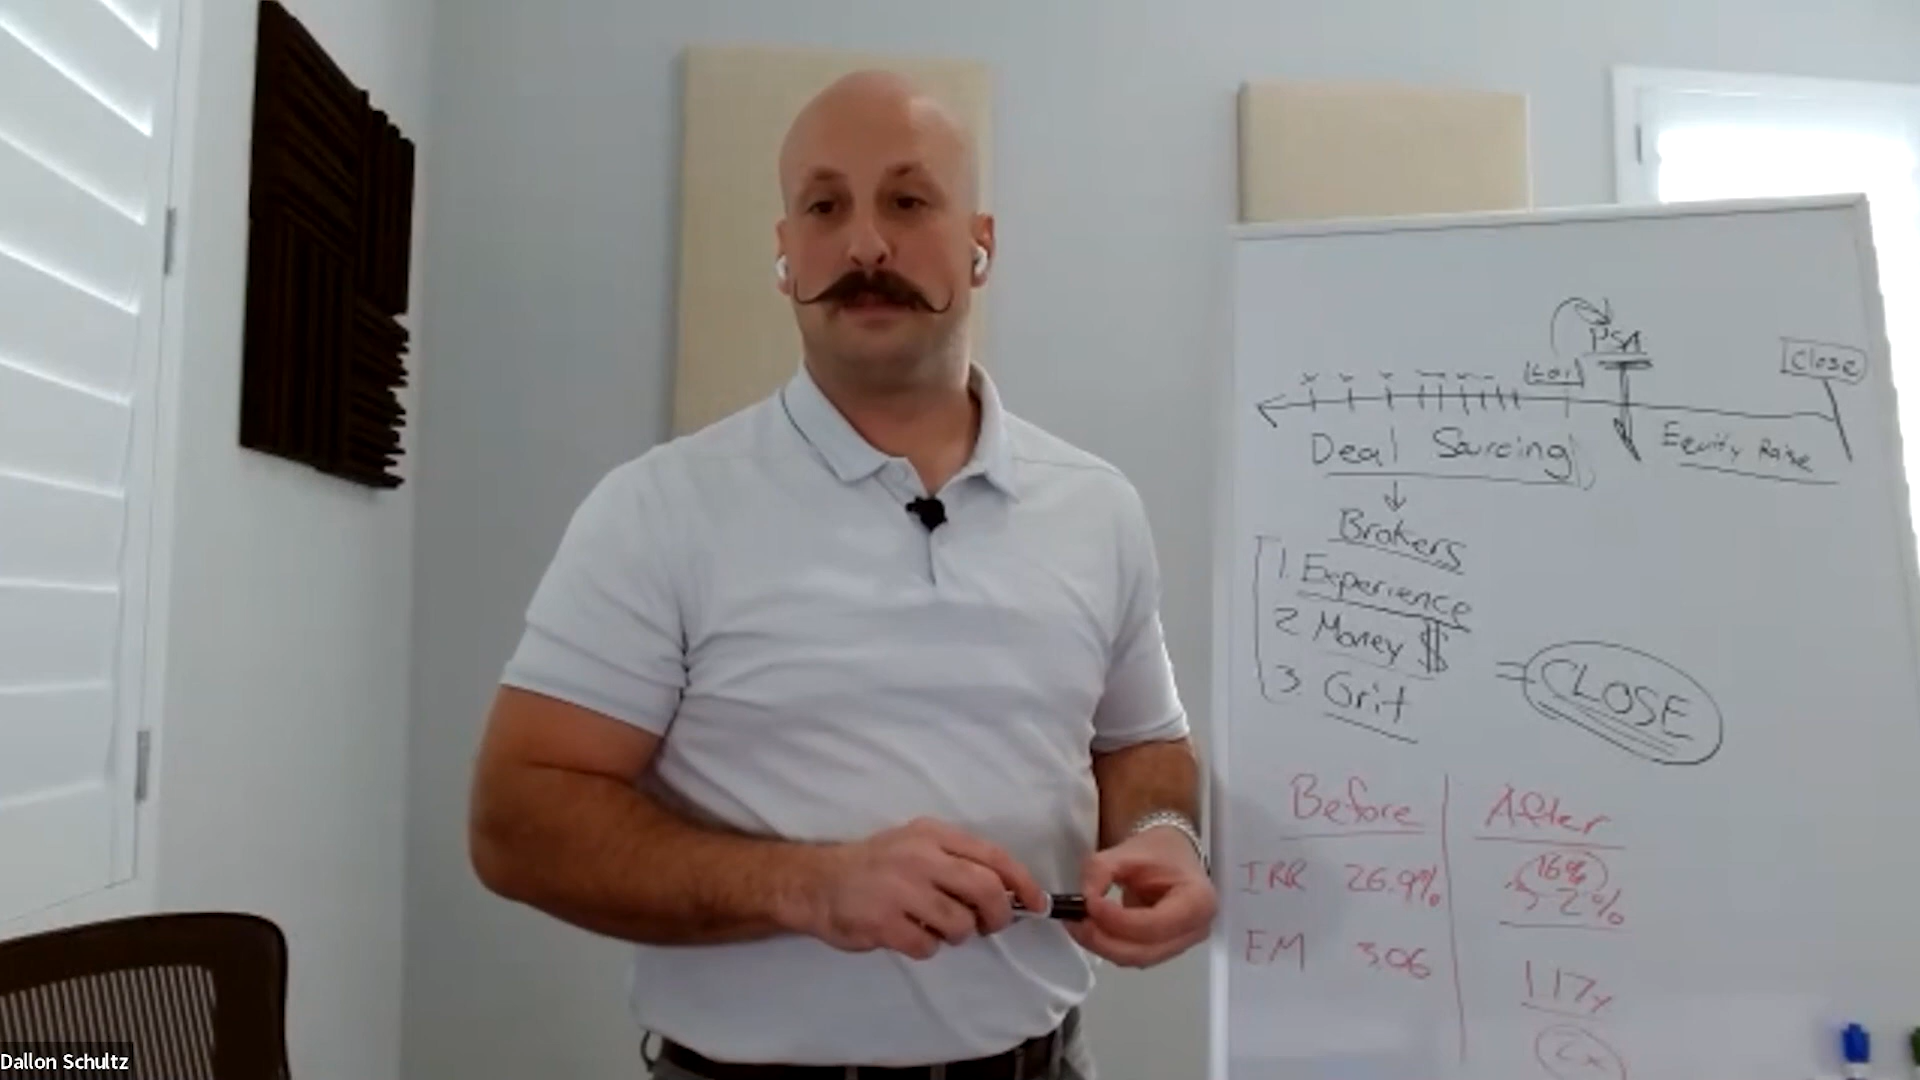 PSA
Close
LOI
Deal Sourcing
Equity Raise
Brokers
1. Experience
2 Money $
3 Grit
= CLOSE
Before After
IRR 26.9% 16%
5.2%
EM 3.06 1.17x
Dallon Schultz